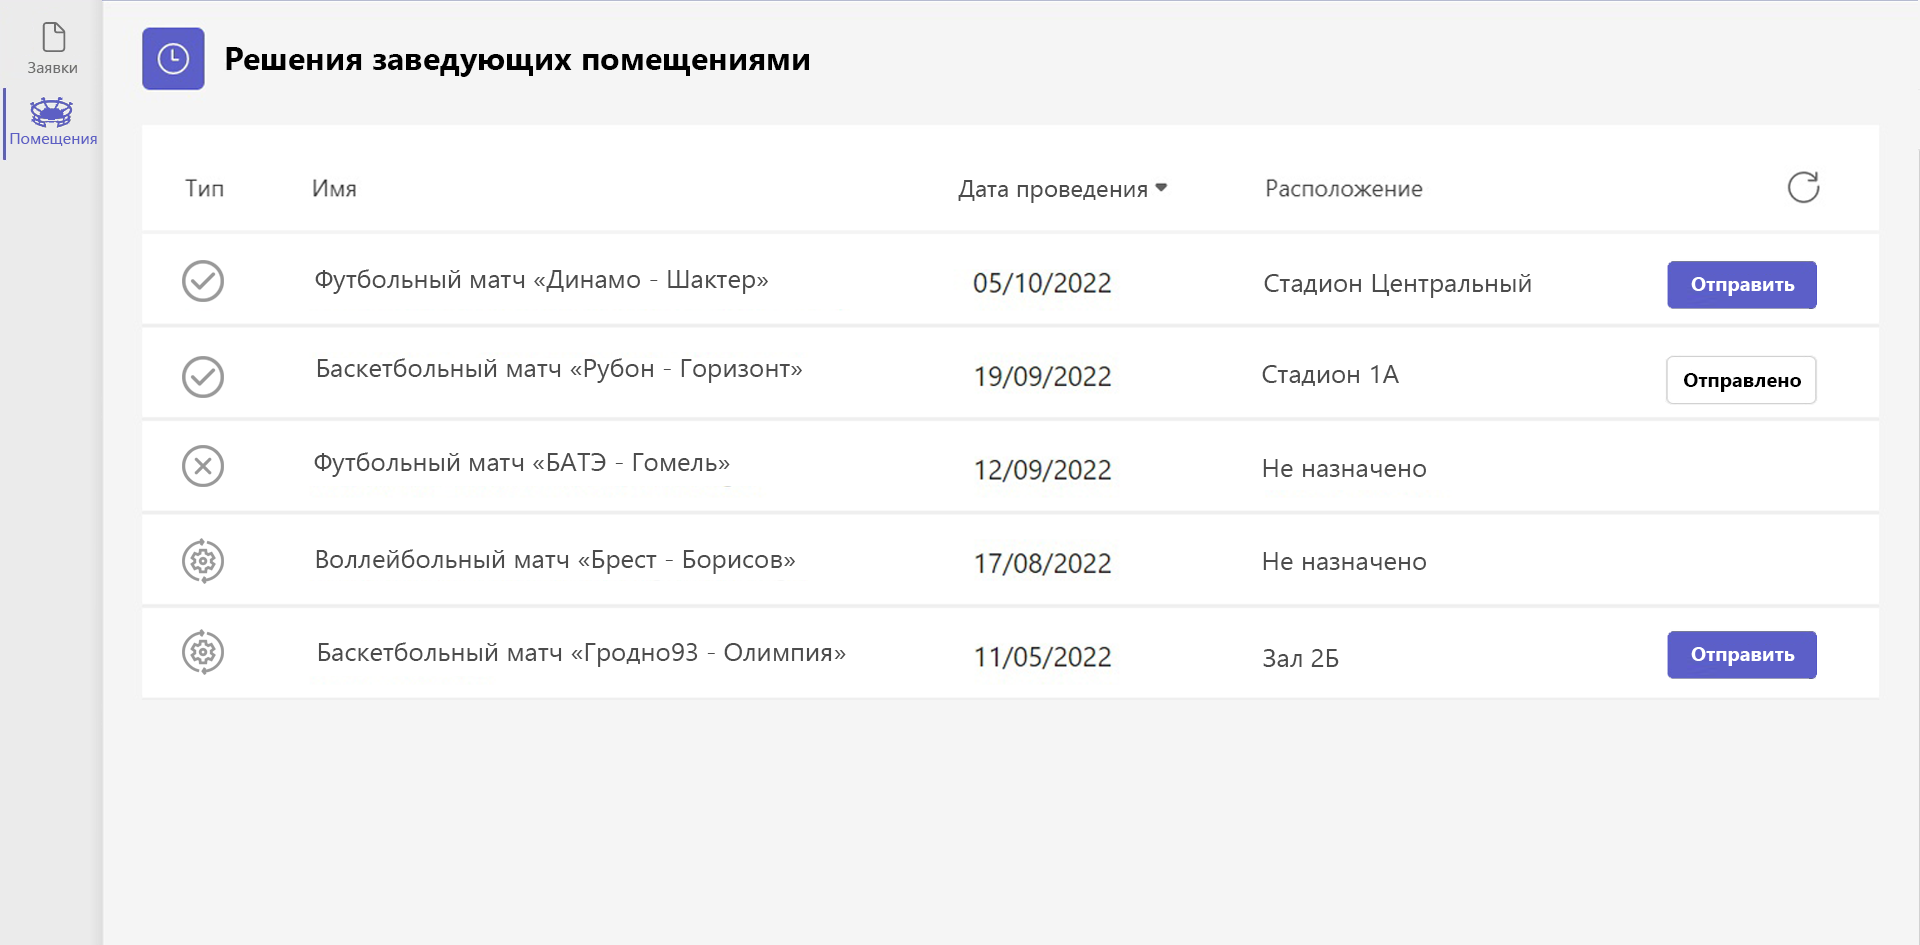 Заявки
Помещения
Решения заведующих помещениями
Тип Имя Дата проведения Расположение
Футбольный матч «Динамо - Шактер» 05/10/2022 Стадион Центральный Отправить
Баскетбольный матч «Рубон - Горизонт» 19/09/2022 Стадион 1А Отправлено
Футбольный матч «БАТЭ - Гомель» 12/09/2022 Не назначено
Воллейбольный матч «Брест - Борисов» 17/08/2022 Не назначено
Баскетбольный матч «Гродно93 - Олимпия» 11/05/2022 Зал 2Б Отправить